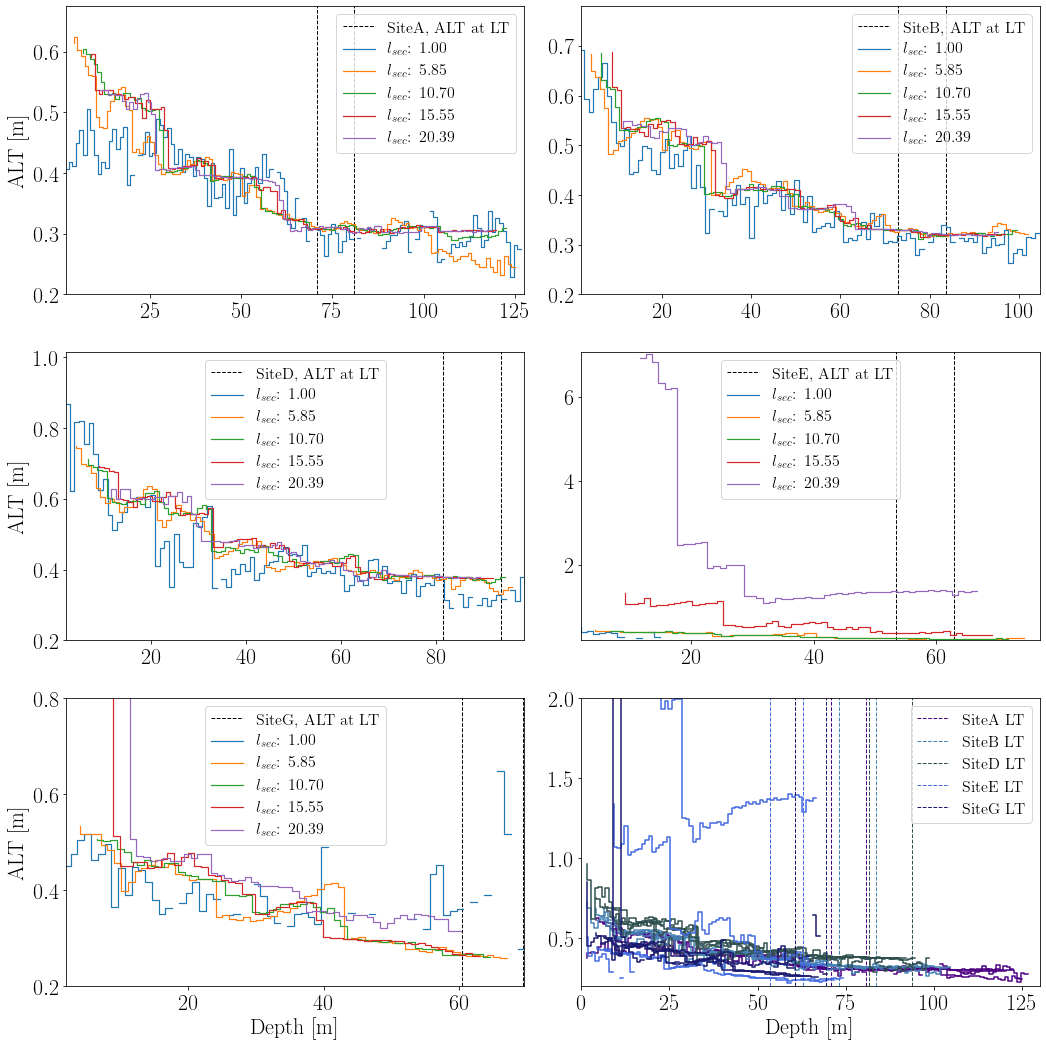 ALT [m]
0.6
0.5
0.4
0.3
0.2
SiteA, ALT at LT
l_sec: 1.00
l_sec: 5.85
l_sec: 10.70
l_sec: 15.55
l_sec: 20.39
25 50 75 100 125
0.7
0.6
0.5
0.4
0.3
0.2
SiteB, ALT at LT
l_sec: 1.00
l_sec: 5.85
l_sec: 10.70
l_sec: 15.55
l_sec: 20.39
20 40 60 80 100
ALT [m]
1.0
0.8
0.6
0.4
0.2
SiteD, ALT at LT
l_sec: 1.00
l_sec: 5.85
l_sec: 10.70
l_sec: 15.55
l_sec: 20.39
20 40 60 80
6
4
2
SiteE, ALT at LT
l_sec: 1.00
l_sec: 5.85
l_sec: 10.70
l_sec: 15.55
l_sec: 20.39
20 40 60
ALT [m]
0.8
0.6
0.4
0.2
SiteG, ALT at LT
l_sec: 1.00
l_sec: 5.85
l_sec: 10.70
l_sec: 15.55
l_sec: 20.39
20 40 60
Depth [m]
2.0
1.5
1.0
0.5
SiteA LT
SiteB LT
SiteD LT
SiteE LT
SiteG LT
0 25 50 75 100 125
Depth [m]